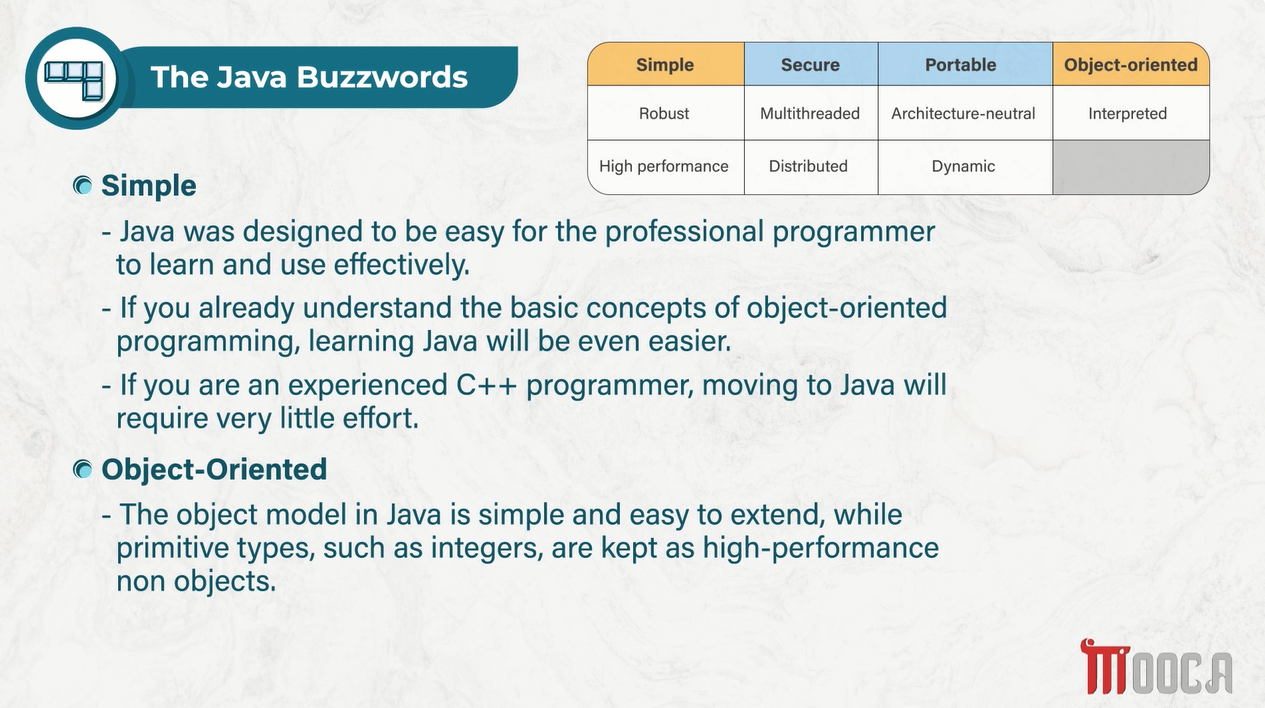 The Java Buzzwords
Simple Secure Portable Object-oriented
Robust Multithreaded Architecture-neutral Interpreted
High performance Distributed Dynamic
Simple
- Java was designed to be easy for the professional programmer
to learn and use effectively.
- If you already understand the basic concepts of object-oriented
programming, learning Java will be even easier.
- If you are an experienced C++ programmer, moving to Java will
require very little effort.
Object-Oriented
- The object model in Java is simple and easy to extend, while
primitive types, such as integers, are kept as high-performance
non objects.
MOOCA